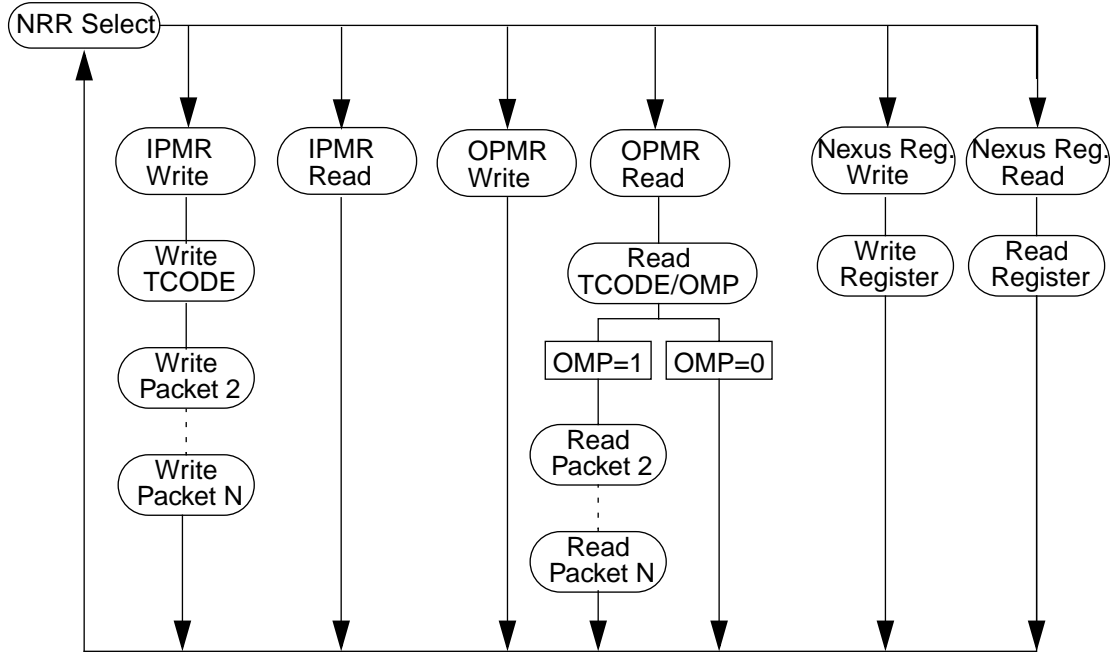 NRR Select
IPMR
Write
IPMR
Read
OPMR
Write
OPMR
Read
Nexus Reg.
Write
Nexus Reg.
Read
Write
TCODE
Read
TCODE/OMP
Write
Register
Read
Register
OMP=1
OMP=0
Write
Packet 2
Read
Packet 2
Write
Packet N
Read
Packet N